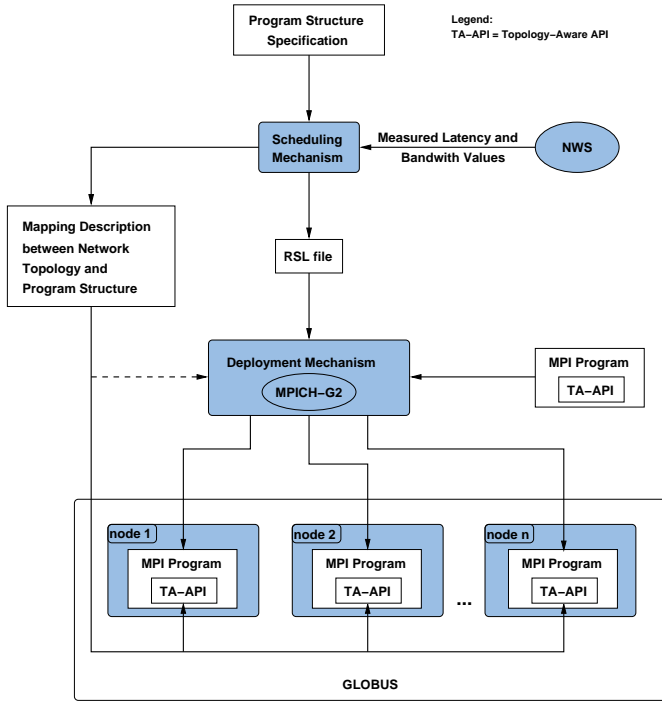 Program Structure
Specification
Legend:
TA−API = Topology−Aware API
Scheduling
Mechanism
Measured Latency and
Bandwith Values
NWS
Mapping Description
between Network
Topology and
Program Structure
RSL file
Deployment Mechanism
MPICH−G2
MPI Program
TA−API
node 1
MPI Program
TA−API
node 2
MPI Program
TA−API
...
node n
MPI Program
TA−API
GLOBUS